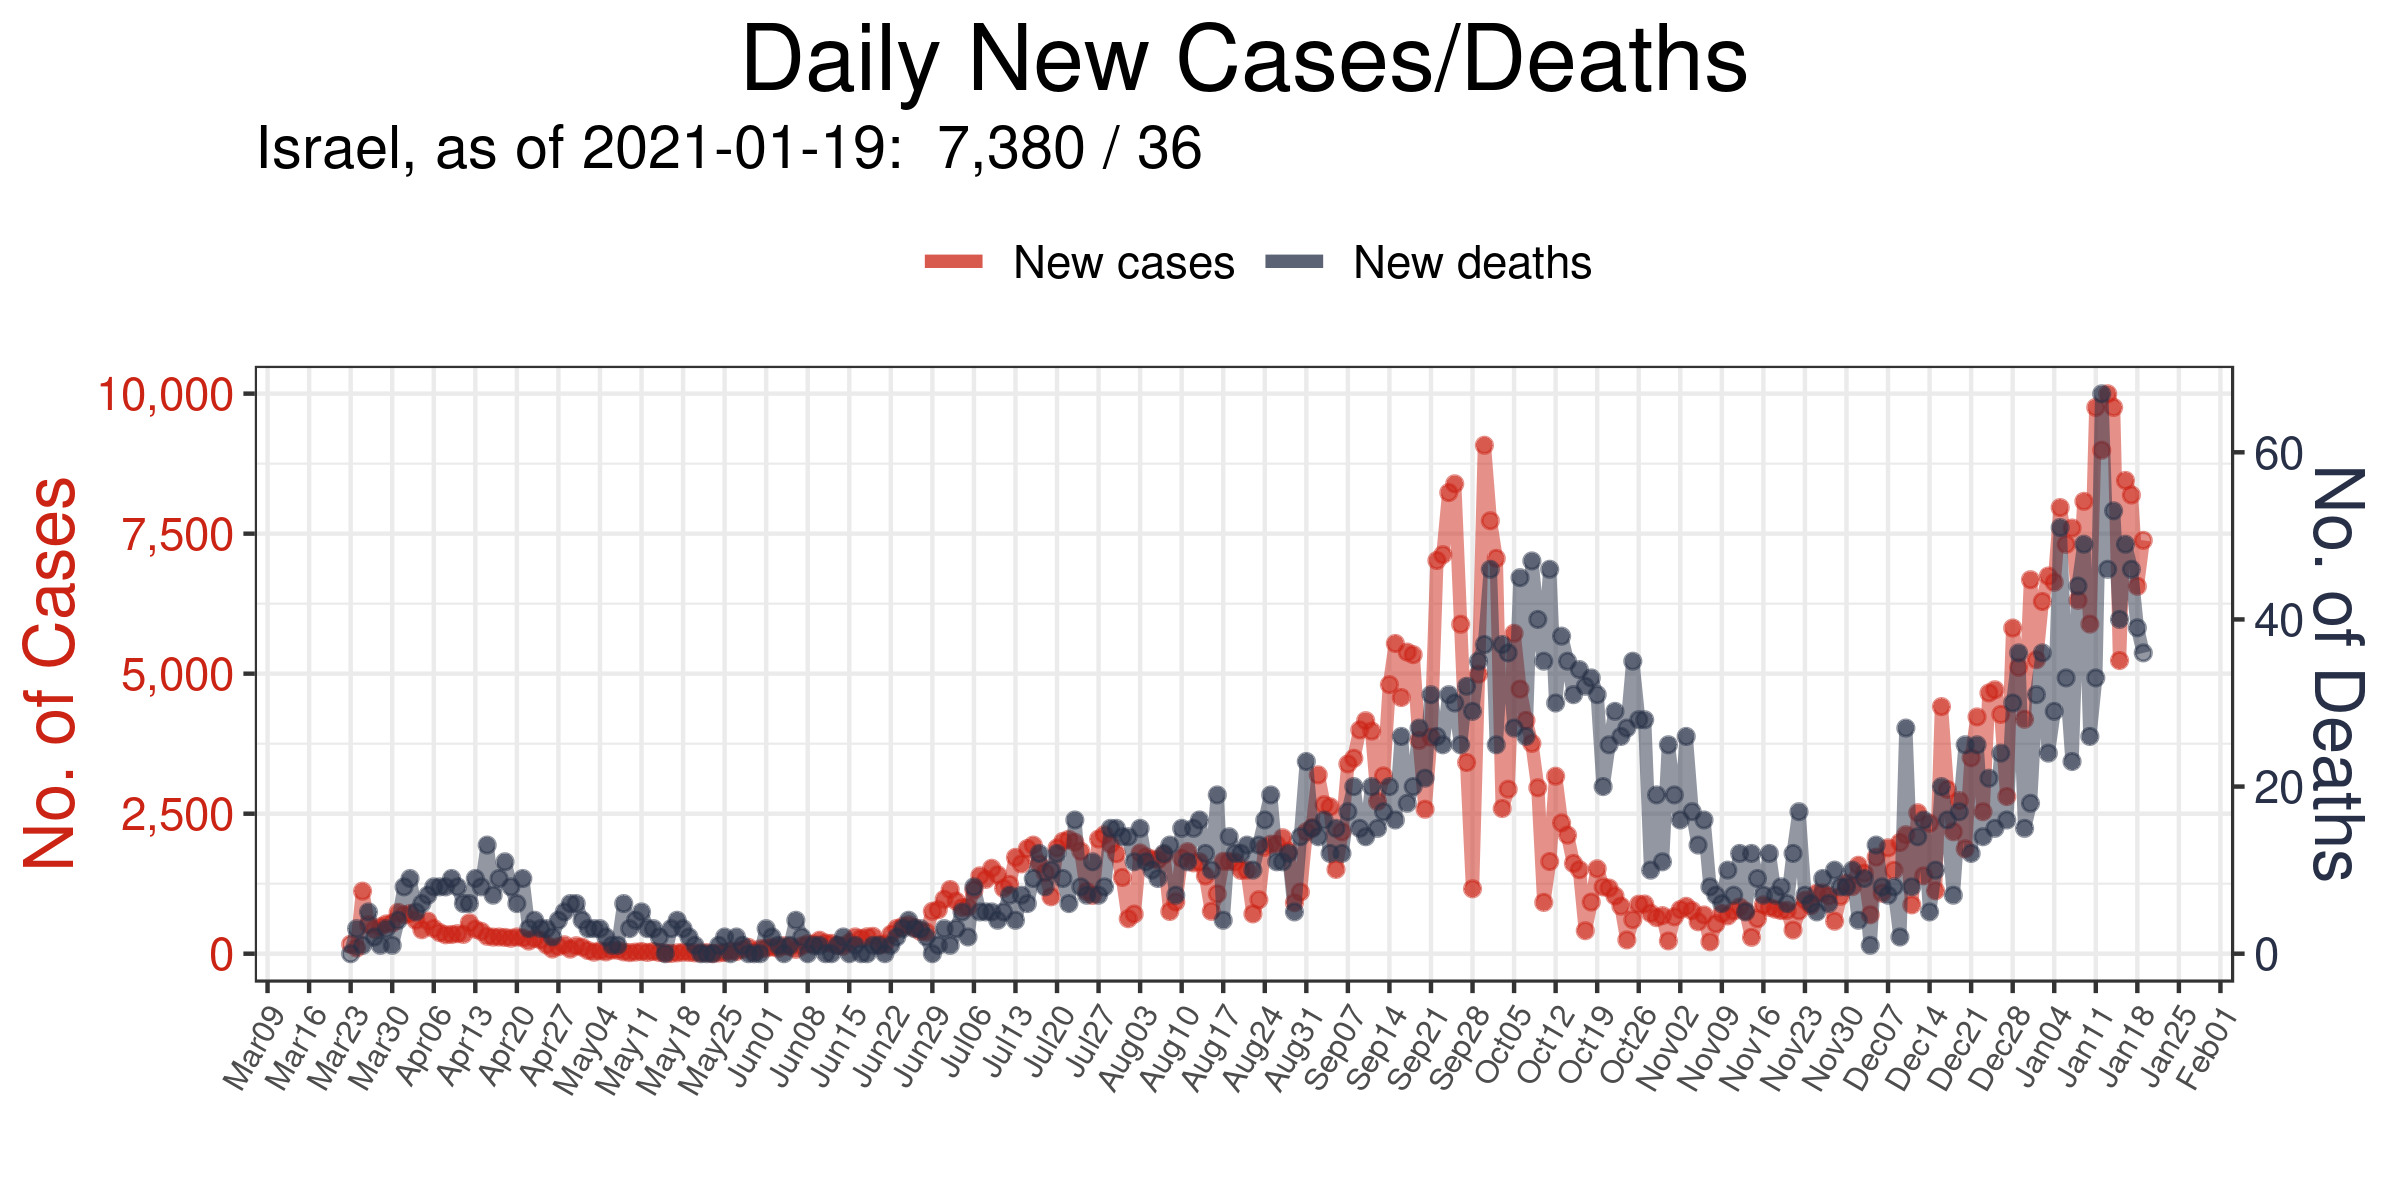 Daily New Cases/Deaths
Israel, as of 2021-01-19:  7,380 / 36
New cases
New deaths
No. of Cases
10,000
7,500
5,000
2,500
0
60
40
20
0
No. of Deaths
Mar09
Mar16
Mar23
Mar30
Apr06
Apr13
Apr20
Apr27
May04
May11
May18
May25
Jun01
Jun08
Jun15
Jun22
Jun29
Jul06
Jul13
Jul20
Jul27
Aug03
Aug10
Aug17
Aug24
Aug31
Sep07
Sep14
Sep21
Sep28
Oct05
Oct12
Oct19
Oct26
Nov02
Nov09
Nov16
Nov23
Nov30
Dec07
Dec14
Dec21
Dec28
Jan04
Jan11
Jan18
Jan25
Feb01